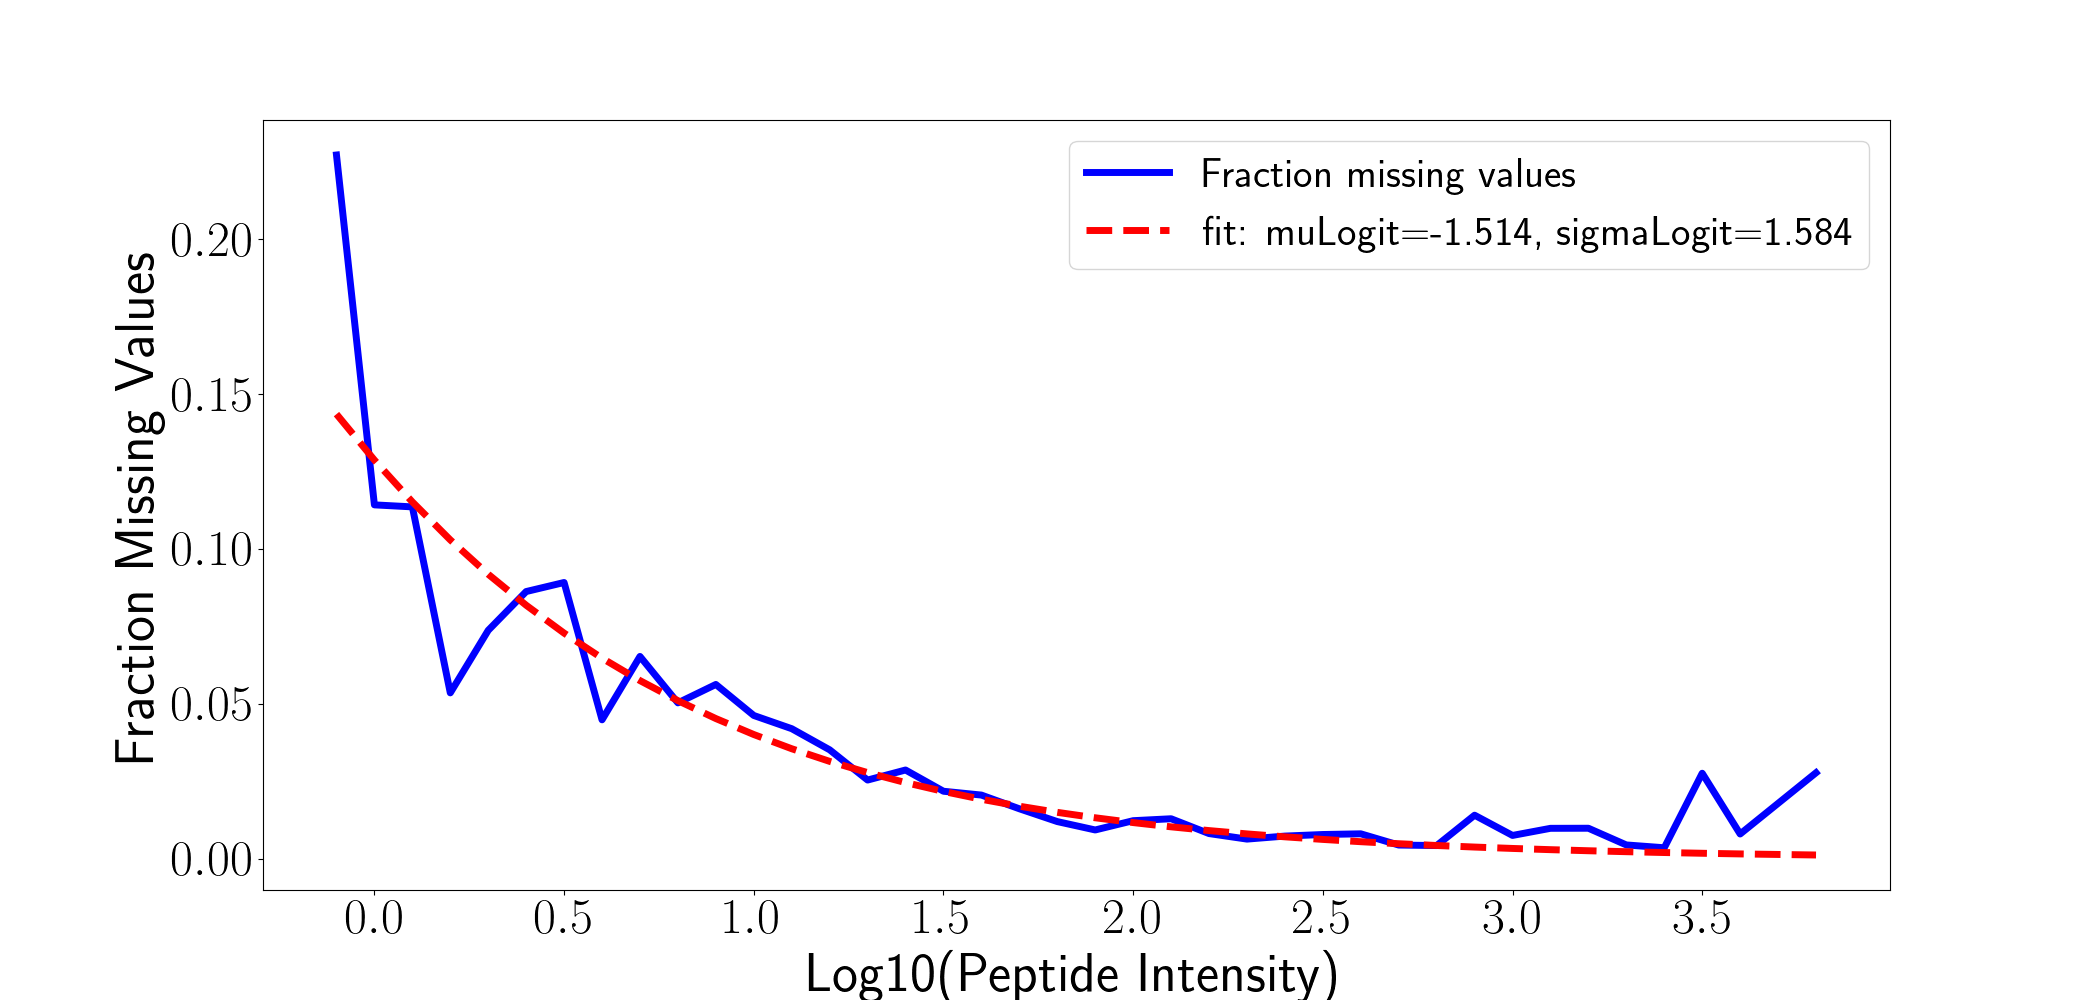 Fraction missing values
fit: muLogit=-1.514, sigmaLogit=1.584
Fraction Missing Values
0.20
0.15
0.10
0.05
0.00
0.0 0.5 1.0 1.5 2.0 2.5 3.0 3.5
Log10(Peptide Intensity)